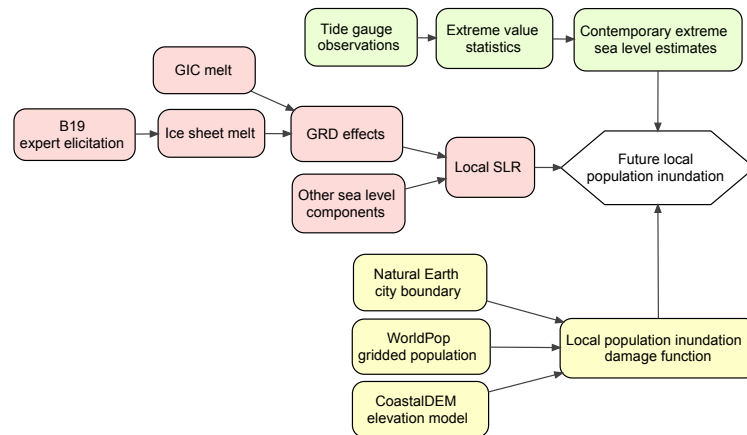 Tide gauge
observations
Extreme value
statistics
Contemporary extreme
sea level estimates
GIC melt
B19
expert elicitation
Ice sheet melt
GRD effects
Local SLR
Other sea level
components
Future local
population inundation
Natural Earth
city boundary
WorldPop
gridded population
CoastalDEM
elevation model
Local population inundation
damage function